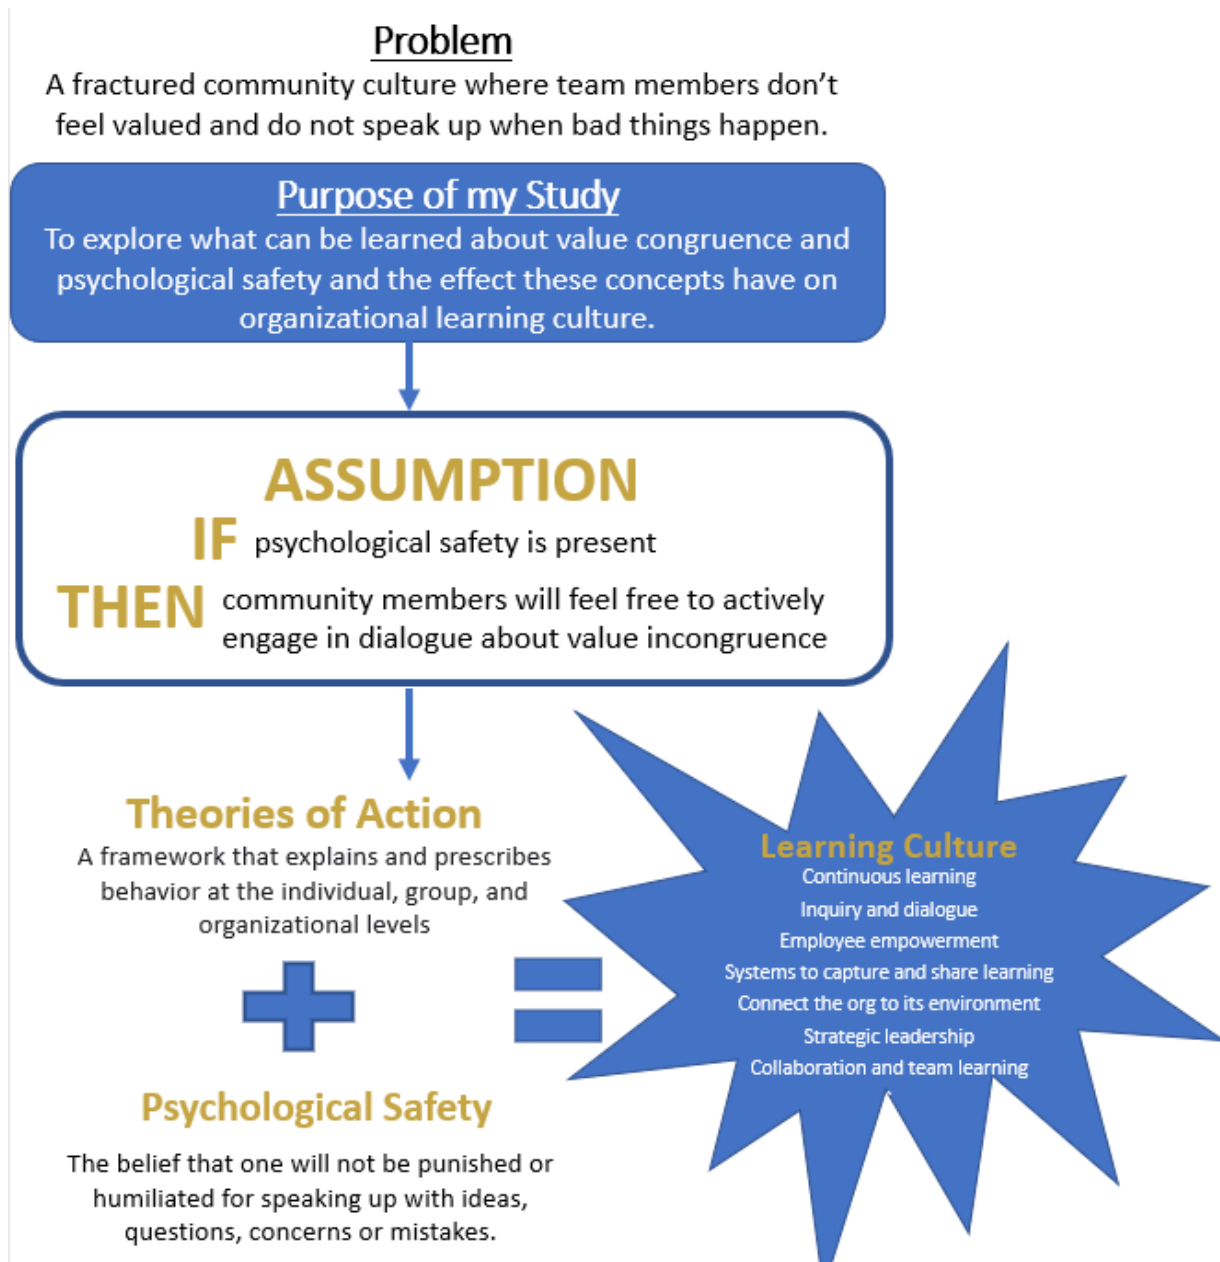 Problem
A fractured community culture where team members don’t
feel valued and do not speak up when bad things happen.
Purpose of my Study
To explore what can be learned about value congruence and
psychological safety and the effect these concepts have on
organizational learning culture.
ASSUMPTION
IF psychological safety is present
THEN community members will feel free to actively
engage in dialogue about value incongruence
Theories of Action
A framework that explains and prescribes
behavior at the individual, group, and
organizational levels
Psychological Safety
The belief that one will not be punished or
humiliated for speaking up with ideas,
questions, concerns or mistakes.
Learning Culture
Continuous learning
Inquiry and dialogue
Employee empowerment
Systems to capture and share learning
Connect the org to its environment
Strategic leadership
Collaboration and team learning